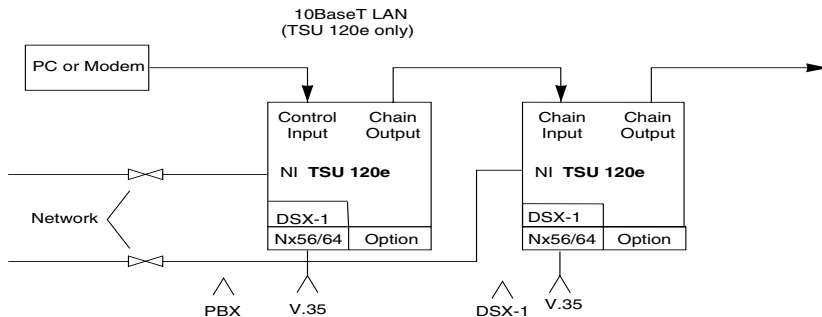 10BaseT LAN
(TSU 120e only)
PC or Modem
Control Input
Chain Output
Chain Input
Chain Output
NI TSU 120e
NI TSU 120e
Network
DSX-1
DSX-1
Nx56/64
Option
Nx56/64
Option
PBX
V.35
DSX-1
V.35